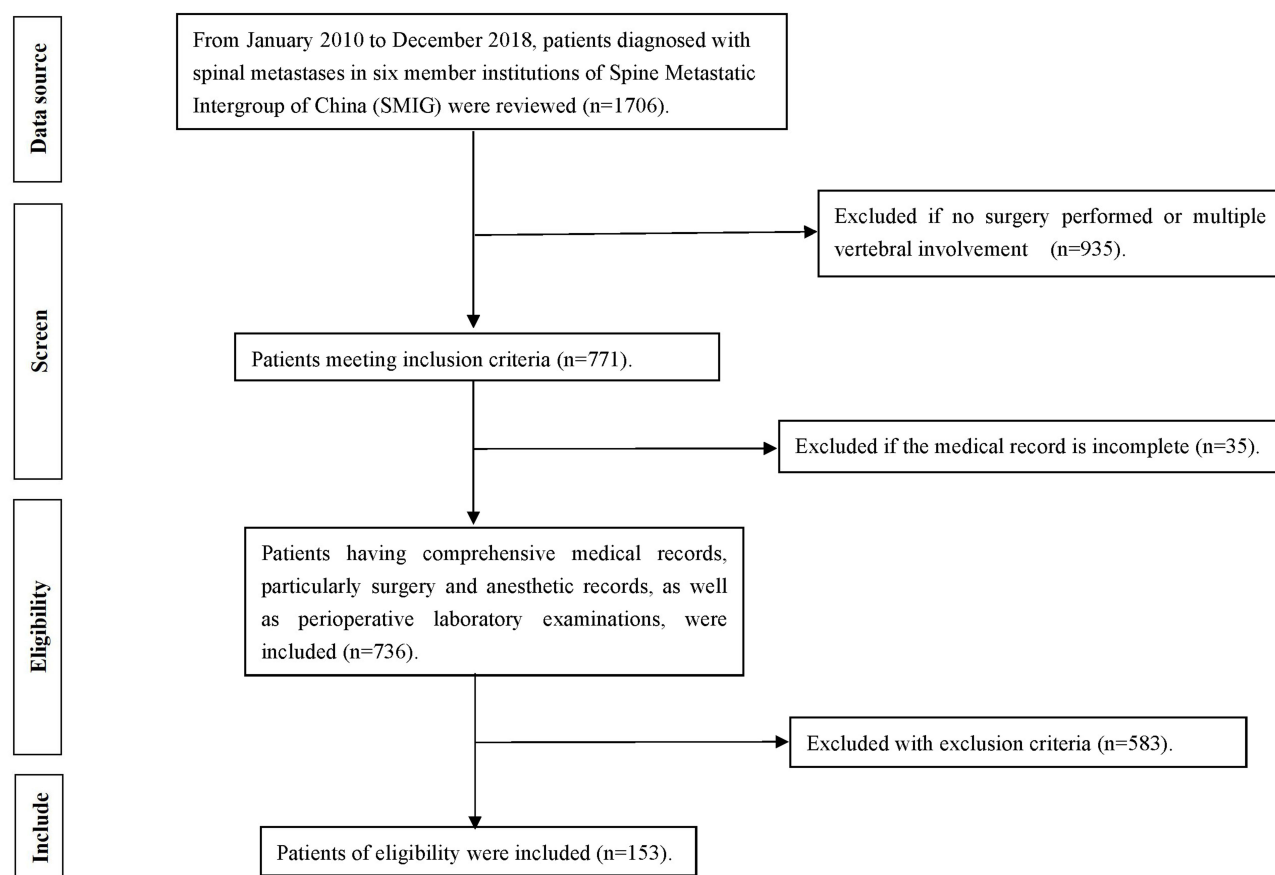 Data source
From January 2010 to December 2018, patients diagnosed with
spinal metastases in six member institutions of Spine Metastatic
Intergroup of China (SMIG) were reviewed (n=1706).
Screen
Excluded if no surgery performed or multiple
vertebral involvement (n=935).
Patients meeting inclusion criteria (n=771).
Excluded if the medical record is incomplete (n=35).
Eligibility
Patients having comprehensive medical records,
particularly surgery and anesthetic records, as well
as perioperative laboratory examinations, were
included (n=736).
Excluded with exclusion criteria (n=583).
Include
Patients of eligibility were included (n=153).